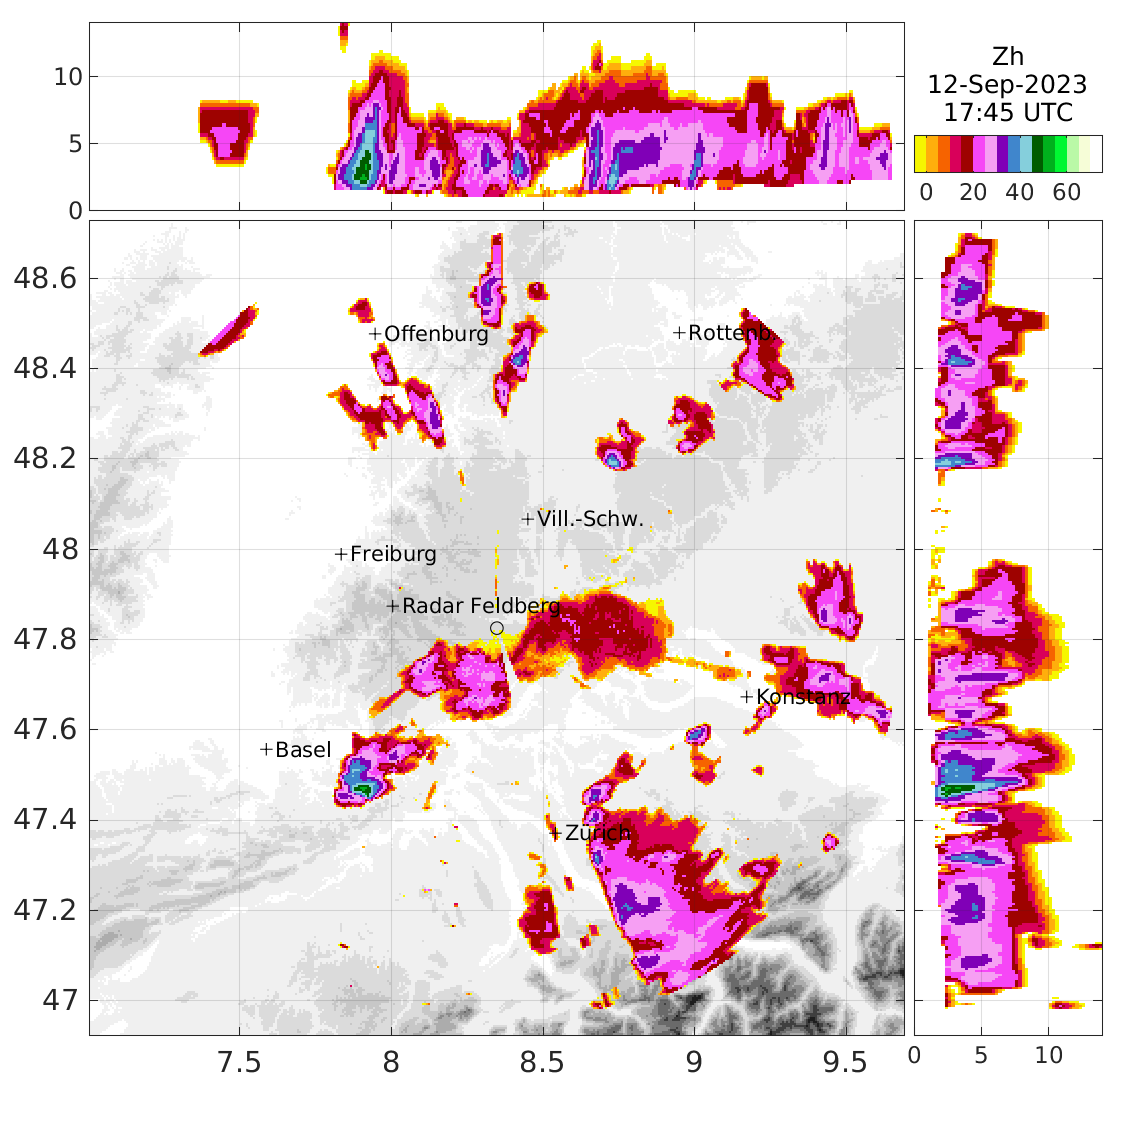 Zh
12-Sep-2023
17:45 UTC
0 20 40 60
10
5
0
48.6
48.4
48.2
48
47.8
47.6
47.4
47.2
47
+Offenburg
+Rottenb.
+Vill.-Schw.
+Freiburg
+Radar Feldberg
+Konstanz
+Basel
+Zürich
7.5 8 8.5 9 9.5
0 5 10